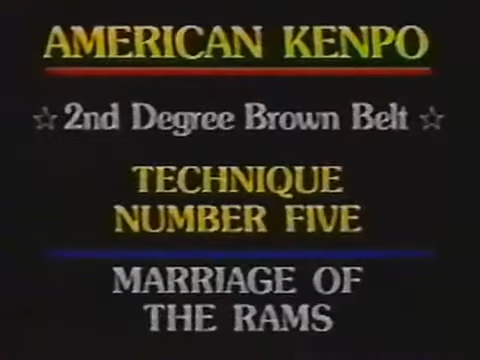 AMERICAN KENPO
☆ 2nd Degree Brown Belt ☆
TECHNIQUE
NUMBER FIVE
MARRIAGE OF
THE RAMS